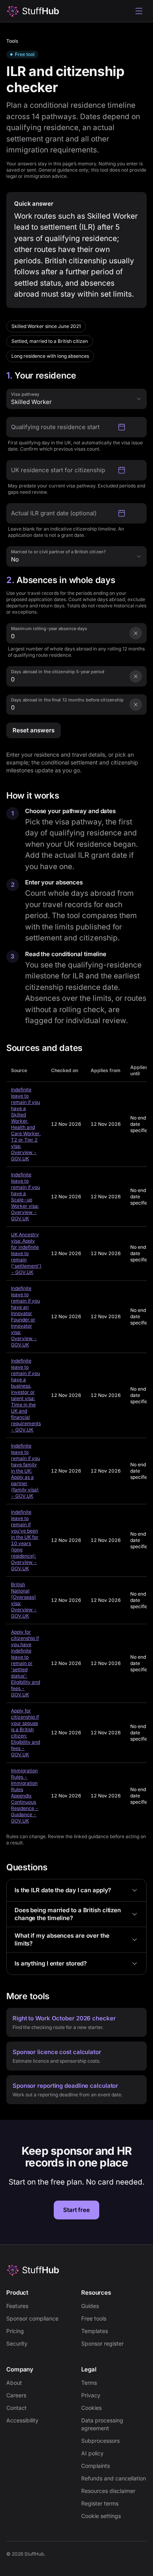 StuffHub
Tools
Free tool
ILR and citizenship
checker
Plan a conditional residence timeline
across 14 pathways. Dates depend on
qualifying residence, an actual
settlement date and all other
immigration requirements.
Your answers stay in this page's memory. Nothing you enter is
saved or sent. General guidance only; this tool does not provide
legal or immigration advice.
Quick answer
Work routes such as Skilled Worker
lead to settlement (ILR) after 5
years of qualifying residence;
other routes have their own
periods. British citizenship usually
follows after a further period of
settled status, and absences
abroad must stay within set limits.
Skilled Worker since June 2021
Settled, married to a British citizen
Long residence with long absences
1. Your residence
Visa pathway
Skilled Worker
Qualifying route residence start
First qualifying day in the UK, not automatically the visa issue
date. Confirm which previous visas count.
UK residence start for citizenship
May predate your current visa pathway. Excluded periods and
gaps need review.
Actual ILR grant date (optional)
Leave blank for an indicative citizenship timeline. An
application date is not a grant date.
Married to or civil partner of a British citizen?
No
2. Absences in whole days
Use your travel records for the periods ending on your
intended application dates. Count whole days abroad; exclude
departure and return days. Totals do not resolve historic rules
or exceptions.
Maximum rolling-year absence days
0
Largest number of whole days abroad in any rolling 12 months
of qualifying route residence.
Days abroad in the citizenship 5-year period
0
Days abroad in the final 12 months before citizenship
0
Reset answers
Enter your residence and travel details, or pick an
example; the conditional settlement and citizenship
milestones update as you go.
How it works
1
Choose your pathway and dates
Pick the visa pathway, the first
day of qualifying residence and
when your UK residence began.
Add the actual ILR grant date if
you have one.
2
Enter your absences
Count whole days abroad from
your travel records for each
period. The tool compares them
with the limits published for
settlement and citizenship.
3
Read the conditional timeline
You see the qualifying-residence
milestone for ILR and the earliest
indicative citizenship residence
date. Absences over the limits, or
routes without a rolling check, are
flagged for individual review.
Sources and dates
Source Checked on Applies from Applies
until
Indefinite
leave to
remain if you
have a
Skilled
Worker,
Health and
Care Worker,
T2 or Tier 2
visa:
Overview -
GOV.UK
12 Nov 2026 12 Nov 2026 No end
date
specifie
Indefinite
leave to
remain if you
have a
Scale-up
Worker visa:
Overview -
GOV.UK
12 Nov 2026 12 Nov 2026 No end
date
specifie
UK Ancestry
visa: Apply
for indefinite
leave to
remain
('settlement')
- GOV.UK
12 Nov 2026 12 Nov 2026 No end
date
specifie
Indefinite
leave to
remain if you
have an
Innovator
Founder or
Innovator
visa:
Overview -
GOV.UK
12 Nov 2026 12 Nov 2026 No end
date
specifie
Indefinite
leave to
remain if you
have a
business,
investor or
talent visa:
Time in the
UK and
financial
requirements
- GOV.UK
12 Nov 2026 12 Nov 2026 No end
date
specifie
Indefinite
leave to
remain if you
have family
in the UK:
Apply as a
partner
(family visa)
- GOV.UK
12 Nov 2026 12 Nov 2026 No end
date
specifie
Indefinite
leave to
remain if
you've been
in the UK for
10 years
(long
residence):
Overview -
GOV.UK
12 Nov 2026 12 Nov 2026 No end
date
specifie
British
National
(Overseas)
visa:
Overview -
GOV.UK
12 Nov 2026 12 Nov 2026 No end
date
specifie
Apply for
citizenship if
you have
indefinite
leave to
remain or
'settled
status':
Eligibility and
fees -
GOV.UK
12 Nov 2026 12 Nov 2026 No end
date
specifie
Apply for
citizenship if
your spouse
is a British
citizen:
Eligibility and
fees -
GOV.UK
12 Nov 2026 12 Nov 2026 No end
date
specifie
Immigration
Rules -
Immigration
Rules
Appendix
Continuous
Residence -
Guidance -
GOV.UK
12 Nov 2026 12 Nov 2026 No end
date
specifie
Rules can change. Review the linked guidance before acting on
a result.
Questions
Is the ILR date the day I can apply?
Does being married to a British citizen
change the timeline?
What if my absences are over the
limits?
Is anything I enter stored?
More tools
Right to Work October 2026 checker
Find the checking route for a new starter.
Sponsor licence cost calculator
Estimate licence and sponsorship costs.
Sponsor reporting deadline calculator
Work out a reporting deadline from an event date.
Keep sponsor and HR
records in one place
Start on the free plan. No card needed.
Start free
StuffHub
Product
Features
Sponsor compliance
Pricing
Security
Resources
Guides
Free tools
Templates
Sponsor register
Company
About
Careers
Contact
Accessibility
Legal
Terms
Privacy
Cookies
Data processing
agreement
Subprocessors
AI policy
Complaints
Refunds and cancellation
Resources disclaimer
Register terms
Cookie settings
© 2026 StuffHub.